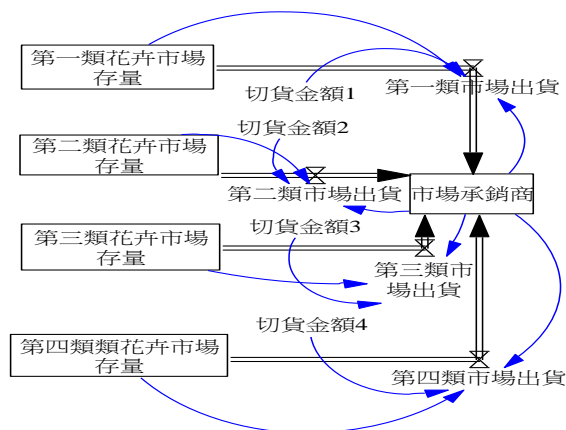 第一類花卉市場
存量
切貨金額1
第一類市場出貨
切貨金額2
第二類花卉市場
存量
第二類市場出貨
市場承銷商
切貨金額3
第三類花卉市場
存量
第三類市
場出貨
切貨金額4
第四類類花卉市場
存量
第四類市場出貨